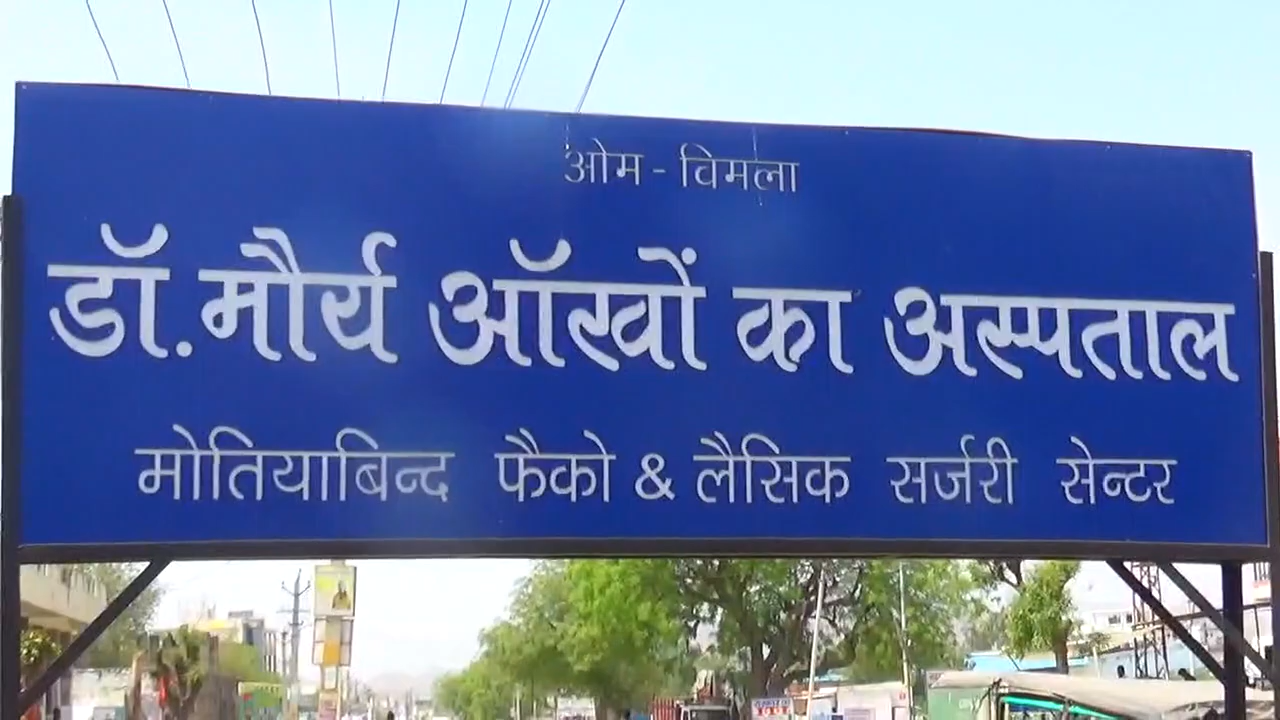 ओम - विमला
डॉ. मौर्य ऑखों का अस्पताल
मोतियाबिन्द फैको & लैसिक सर्जरी सेन्टर